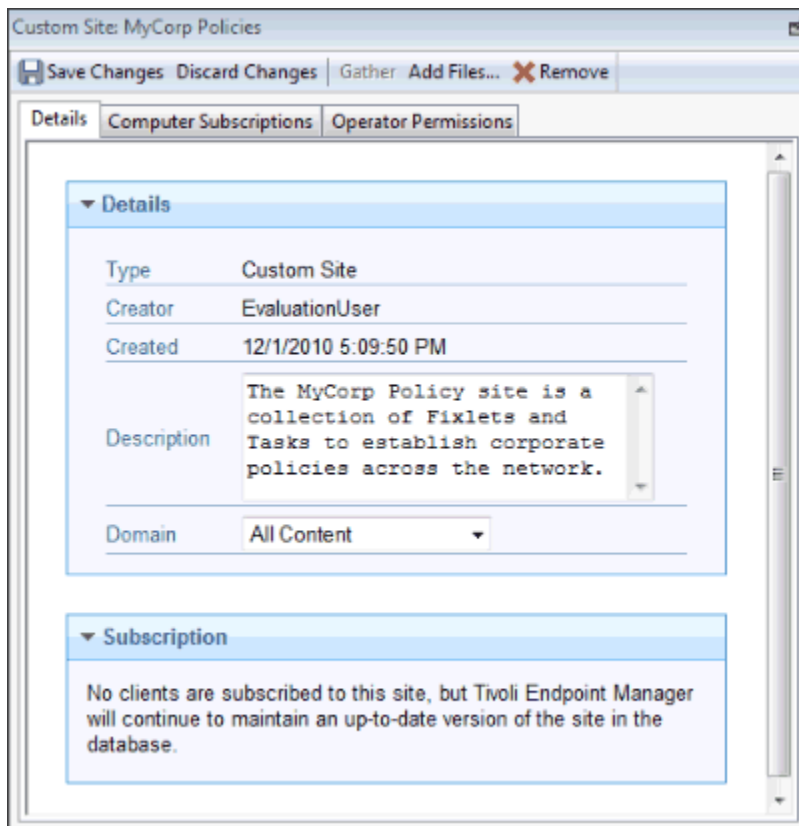 Custom Site: MyCorp Policies
Save Changes Discard Changes Gather Add Files... Remove
Details Computer Subscriptions Operator Permissions
Details
Type Custom Site
Creator EvaluationUser
Created 12/1/2010 5:09:50 PM
Description
The MyCorp Policy site is a
collection of Fixlets and
Tasks to establish corporate
policies across the network.
Domain All Content
Subscription
No clients are subscribed to this site, but Tivoli Endpoint Manager
will continue to maintain an up-to-date version of the site in the
database.